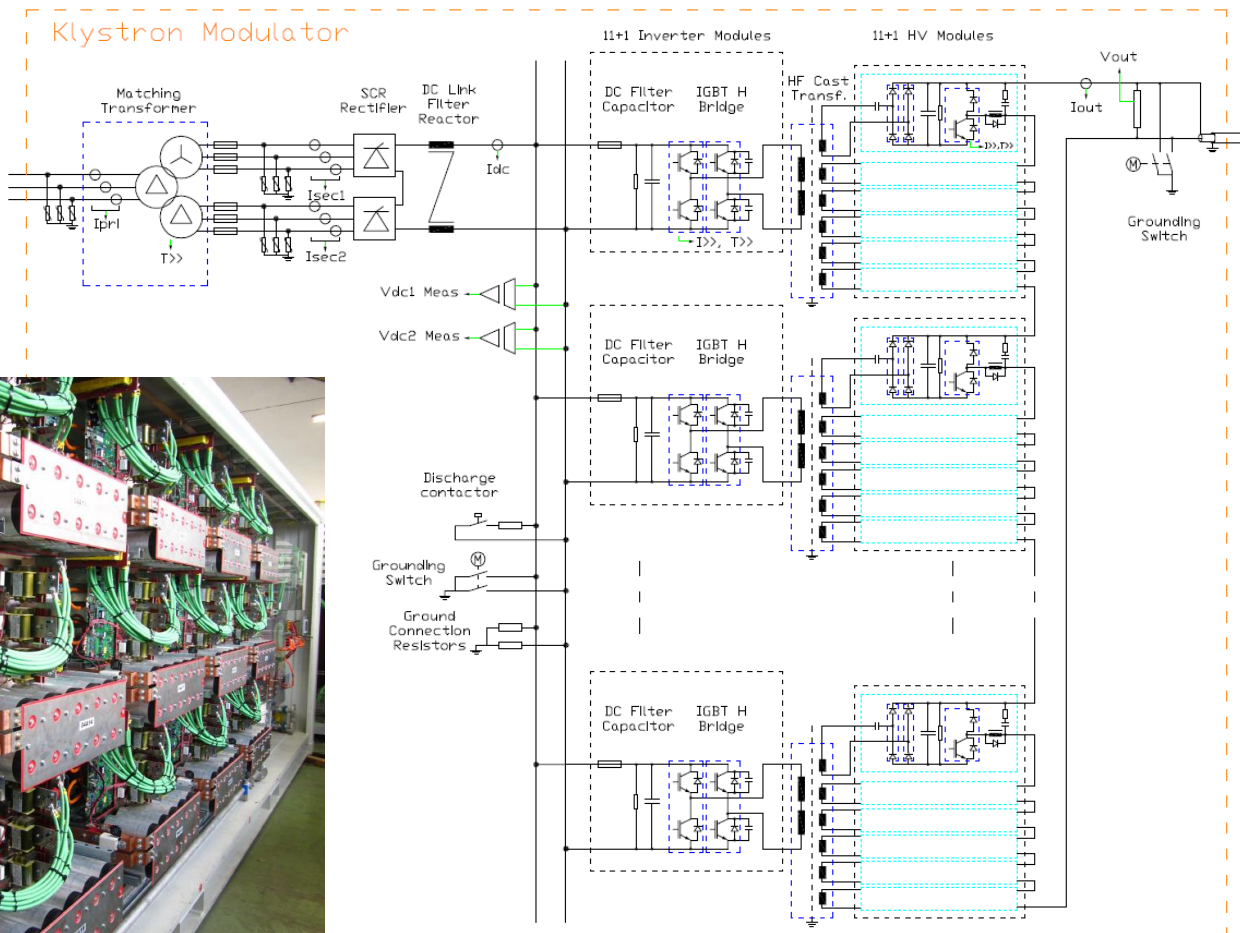 Klystron Modulator
11+1 Inverter Modules
11+1 HV Modules
Matching
Transformer
SCR
Rectifier
DC Link
Filter
Reactor
DC Filter
Capacitor
IGBT H
Bridge
HF Cast
Transf.
Vout
Iout
Idc
I>>,T>>
M
Ipri
Isec1
Isec2
T>>
I>>, T>>
Grounding
Switch
Vdc1 Meas
Vdc2 Meas
DC Filter
Capacitor
IGBT H
Bridge
Discharge
contactor
M
Grounding
Switch
Ground
Connection
Resistors
DC Filter
Capacitor
IGBT H
Bridge